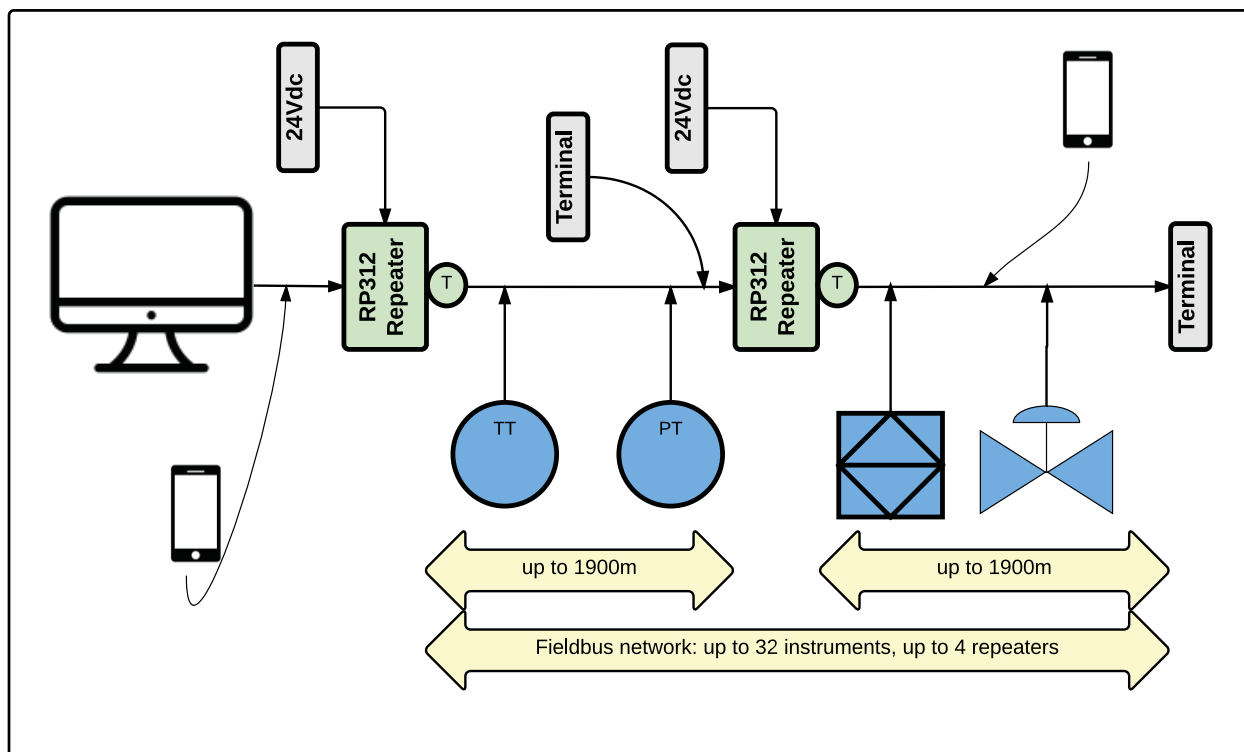 24Vdc
24Vdc
Terminal
RP312
Repeater
T
RP312
Repeater
T
Terminal
TT
PT
up to 1900m
up to 1900m
Fieldbus network: up to 32 instruments, up to 4 repeaters